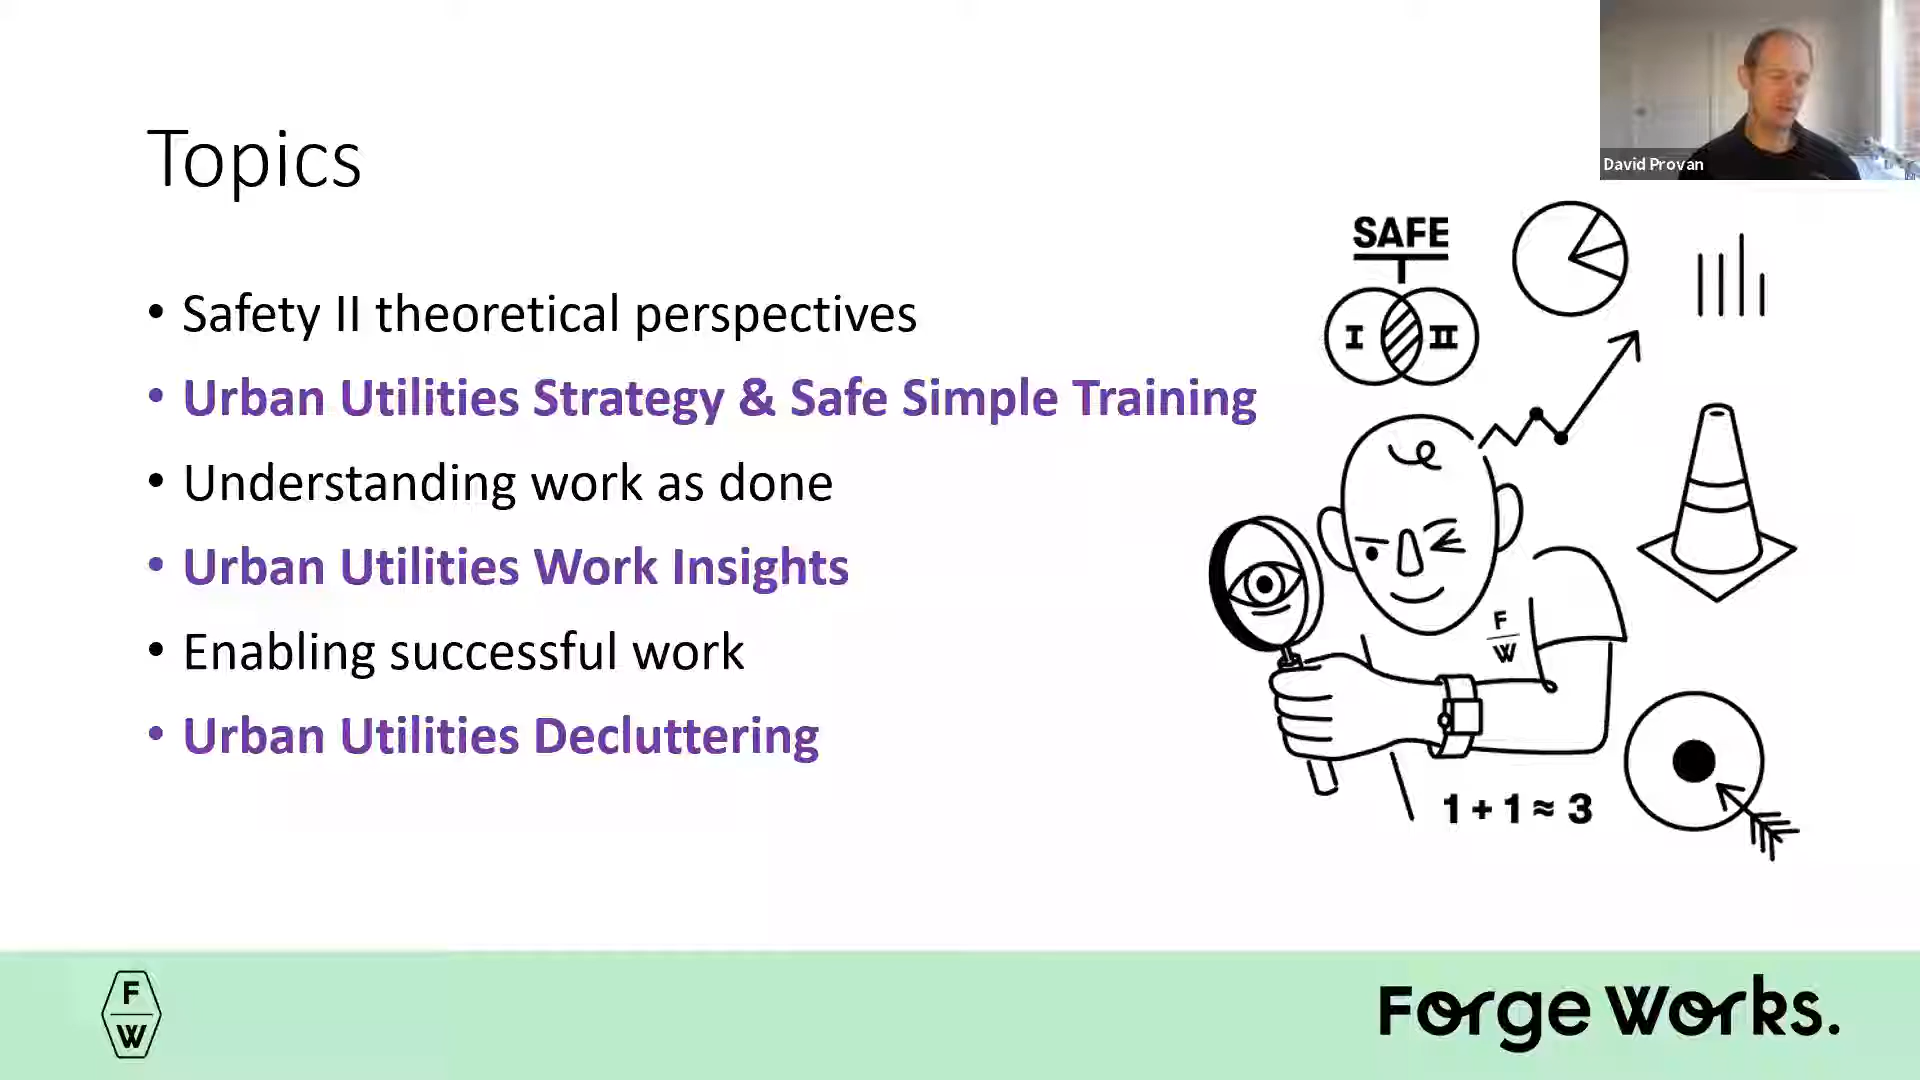 David Provan
Topics
• Safety II theoretical perspectives
• Urban Utilities Strategy & Safe Simple Training
• Understanding work as done
• Urban Utilities Work Insights
• Enabling successful work
• Urban Utilities Decluttering
SAFE
I II
F
W
1 + 1 ≈ 3
F
W
Forge Works.